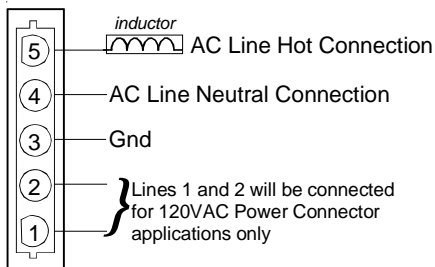 inductor
5 AC Line Hot Connection
4 AC Line Neutral Connection
3 Gnd
2 Lines 1 and 2 will be connected
for 120VAC Power Connector
1 applications only